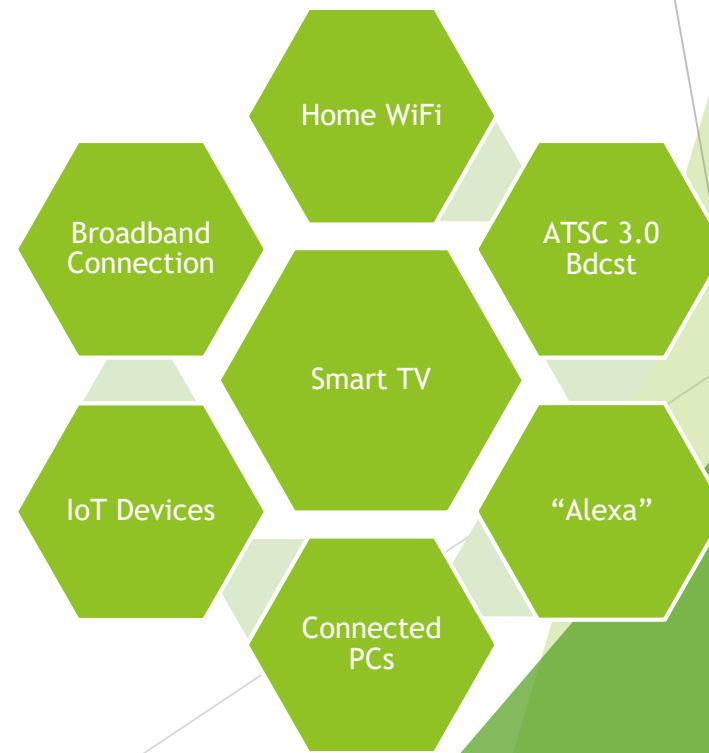 Home WiFi
Broadband
Connection
ATSC 3.0
Bdcst
Smart TV
IoT Devices
“Alexa”
Connected
PCs